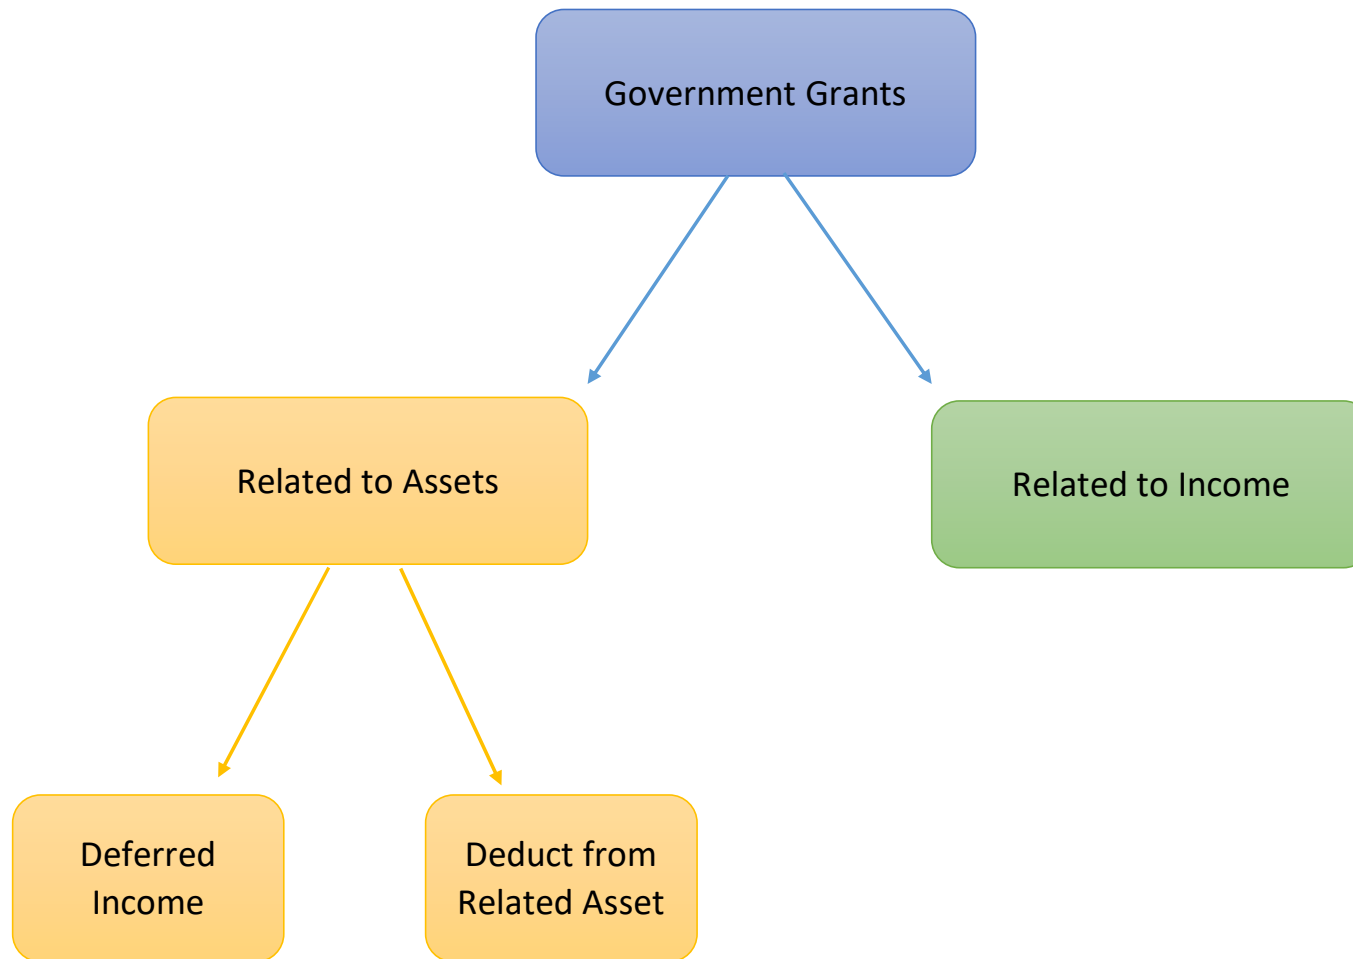 Government Grants
Related to Assets
Related to Income
Deferred
Income
Deduct from
Related Asset